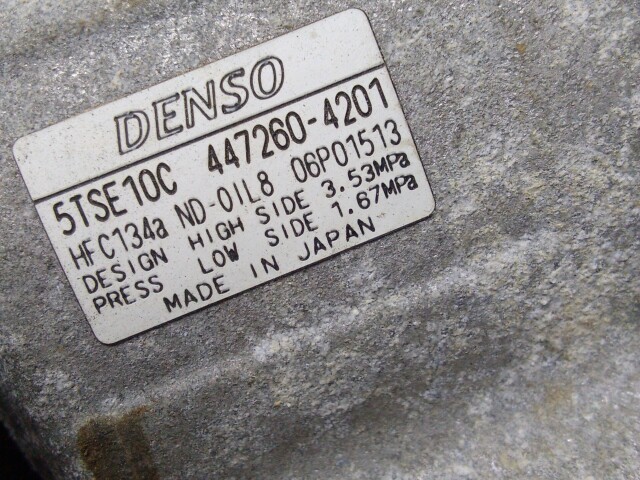 DENSO
5TSE10C 447260-4201
HFC134a ND-OIL8 06P01513
DESIGN HIGH SIDE 3.53MPa
PRESS LOW SIDE 1.67MPa
MADE IN JAPAN